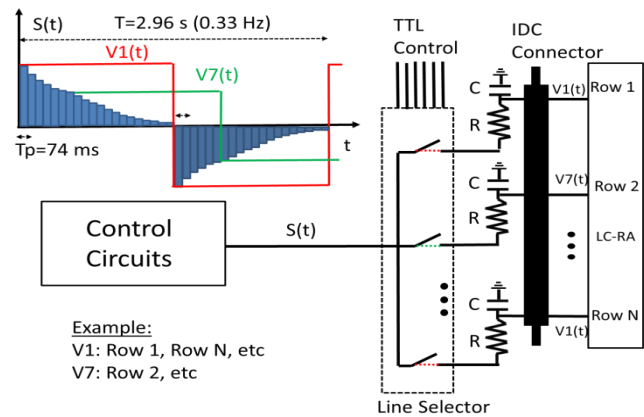 S(t)
T=2.96 s (0.33 Hz)
V1(t)
V7(t)
t
Tp=74 ms
TTL
Control
IDC
Connector
C
R
V1(t)
Row 1
C
R
V7(t)
Row 2
LC-RA
C
R
V1(t)
Row N
Control
Circuits
S(t)
Line Selector
Example:
V1: Row 1, Row N, etc
V7: Row 2, etc